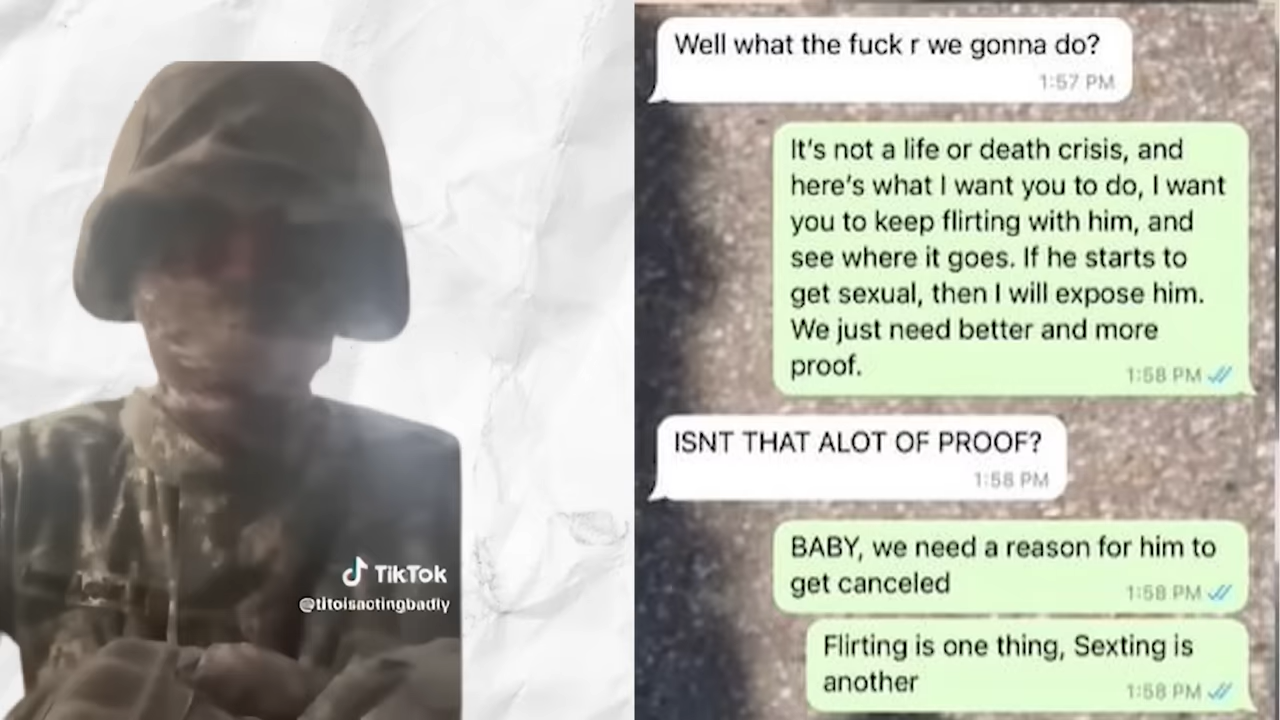 TikTok
@titoisactingbadly
Well what the fuck r we gonna do?
1:57 PM
It's not a life or death crisis, and
here's what I want you to do, I want
you to keep flirting with him, and
see where it goes. If he starts to
get sexual, then I will expose him.
We just need better and more
proof.
1:58 PM
ISNT THAT ALOT OF PROOF?
1:58 PM
BABY, we need a reason for him to
get canceled
1:58 PM
Flirting is one thing, Sexting is
another
1:58 PM